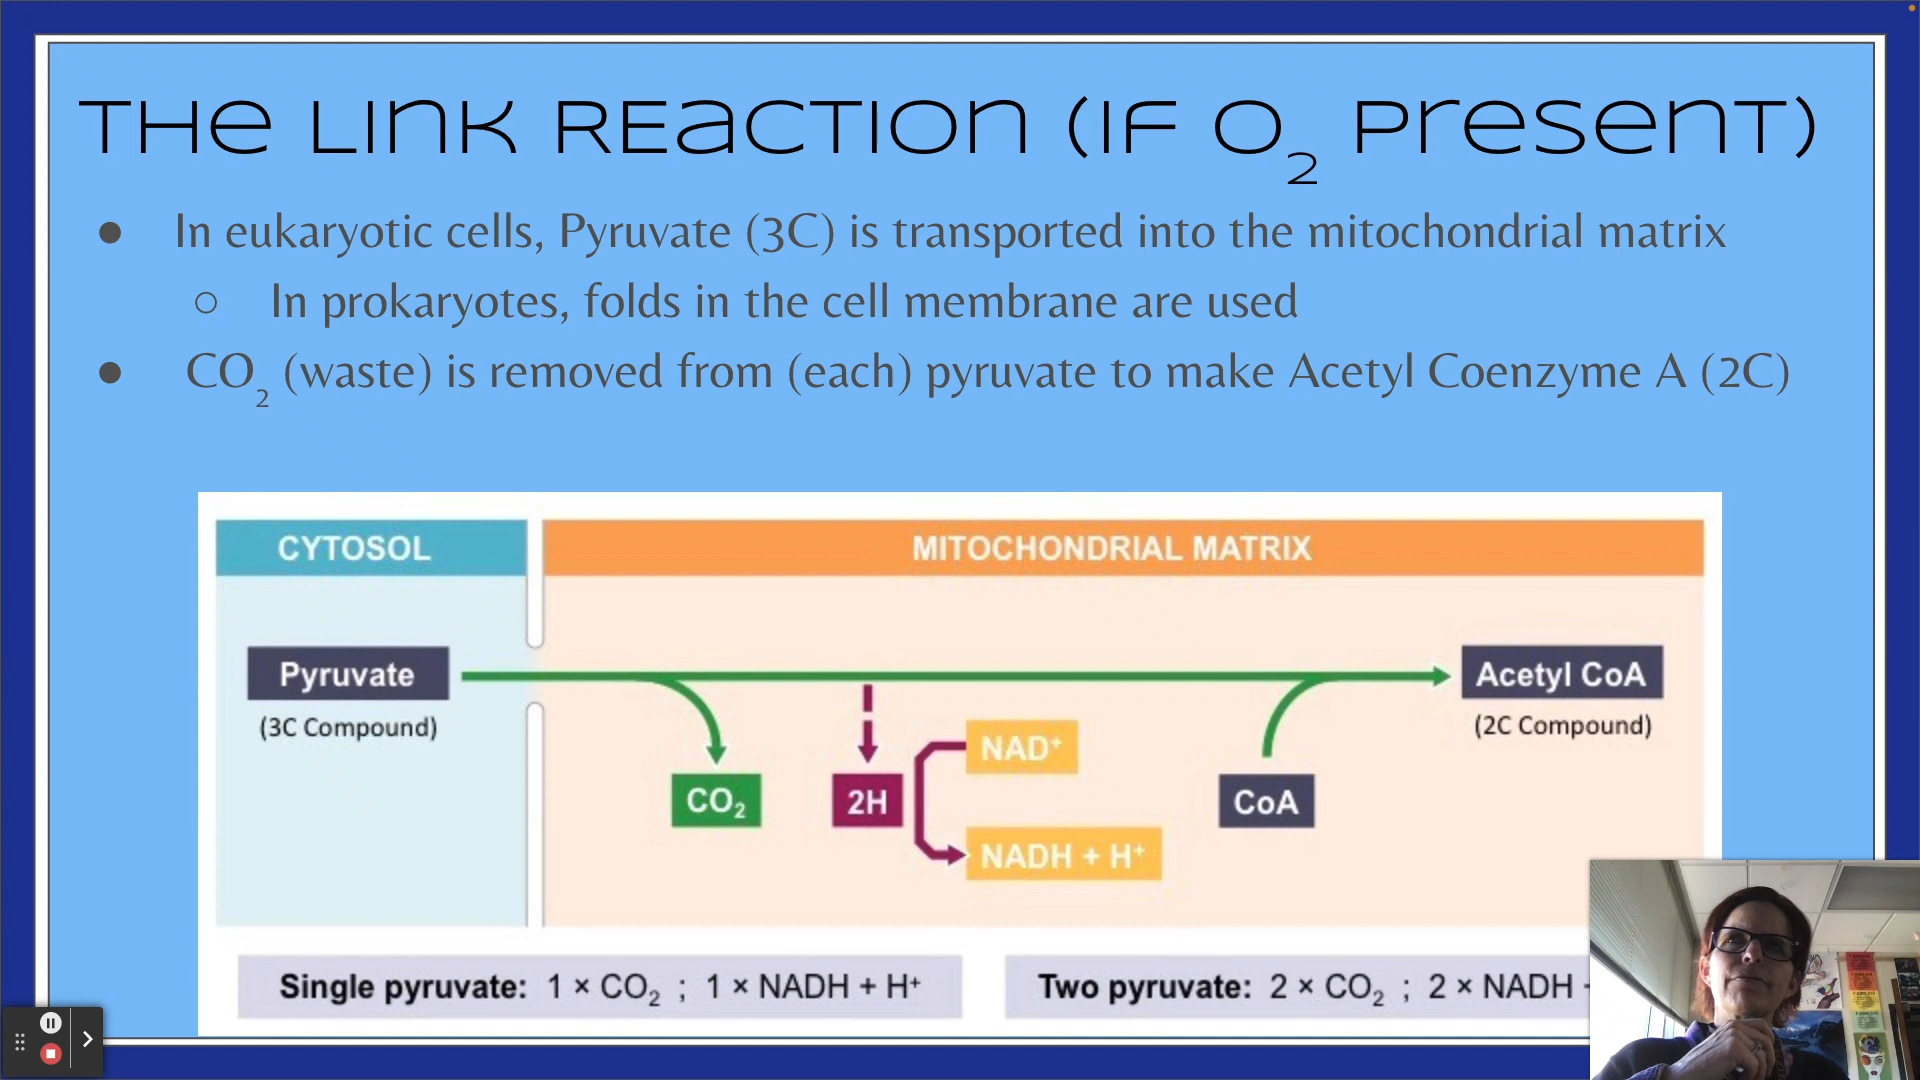 THe LINK REACTION (IF O₂ Present)
● In eukaryotic cells, Pyruvate (3C) is transported into the mitochondrial matrix
○ In prokaryotes, folds in the cell membrane are used
● CO₂ (waste) is removed from (each) pyruvate to make Acetyl Coenzyme A (2C)
CYTOSOL
MITOCHONDRIAL MATRIX
Pyruvate
Acetyl CoA
(3C Compound)
(2C Compound)
NAD⁺
CO₂
2H
CoA
NADH + H⁺
Single pyruvate: 1 × CO₂ ; 1 × NADH + H⁺
Two pyruvate: 2 × CO₂ ; 2 × NADH